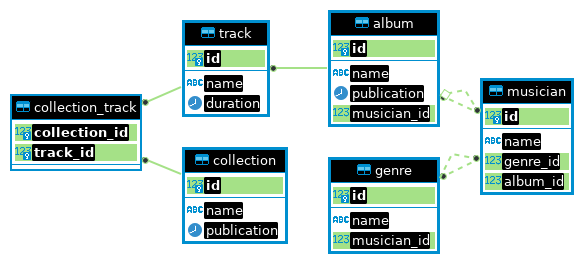 track
id
name
duration
album
id
name
publication
musician_id
musician
id
name
genre_id
album_id
collection_track
collection_id
track_id
collection
id
name
publication
genre
id
name
musician_id